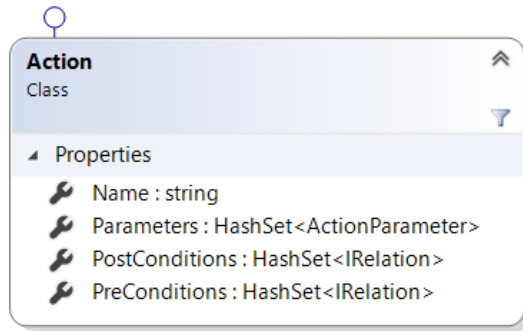 Action
Class
Properties
Name : string
Parameters : HashSet<ActionParameter>
PostConditions : HashSet<IRelation>
PreConditions : HashSet<IRelation>